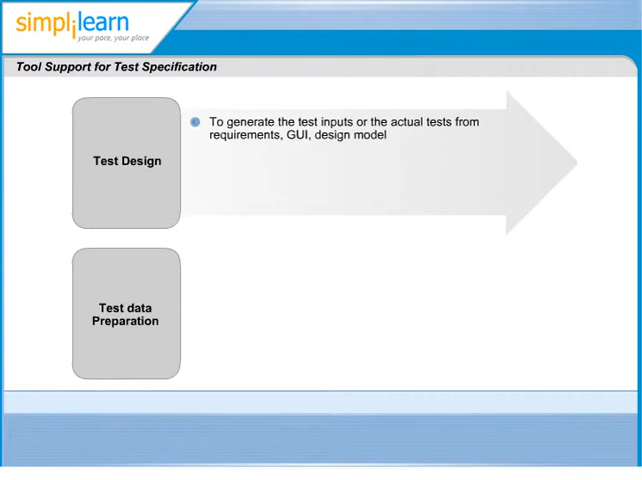 simplilearn
your pace, your place
Tool Support for Test Specification
Test Design
To generate the test inputs or the actual tests from
requirements, GUI, design model
Test data
Preparation